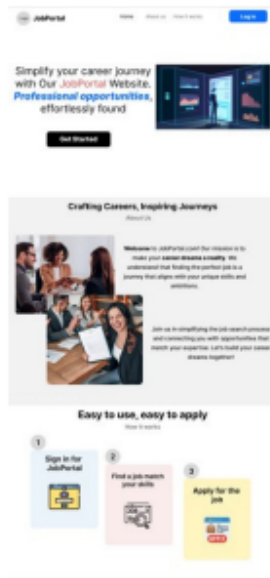 JobPortal
Home About us How it works
Log in
Simplify your career journey
with Our JobPortal Website.
Professional opportunities,
effortlessly found
Get Started
Crafting Careers, Inspiring Journeys
About Us
Welcome to JobPortal.com! Our mission is to
make your career dreams a reality. We
understand that finding the perfect job is a
journey that aligns with your unique skills and
ambitions.
Join us in simplifying the job search process
and connecting you with opportunities that
match your expertise. Let's build your career
dreams together!
Easy to use, easy to apply
How it works
1
Sign in for
JobPortal
2
Find a job match
your skills
3
Apply for the
job